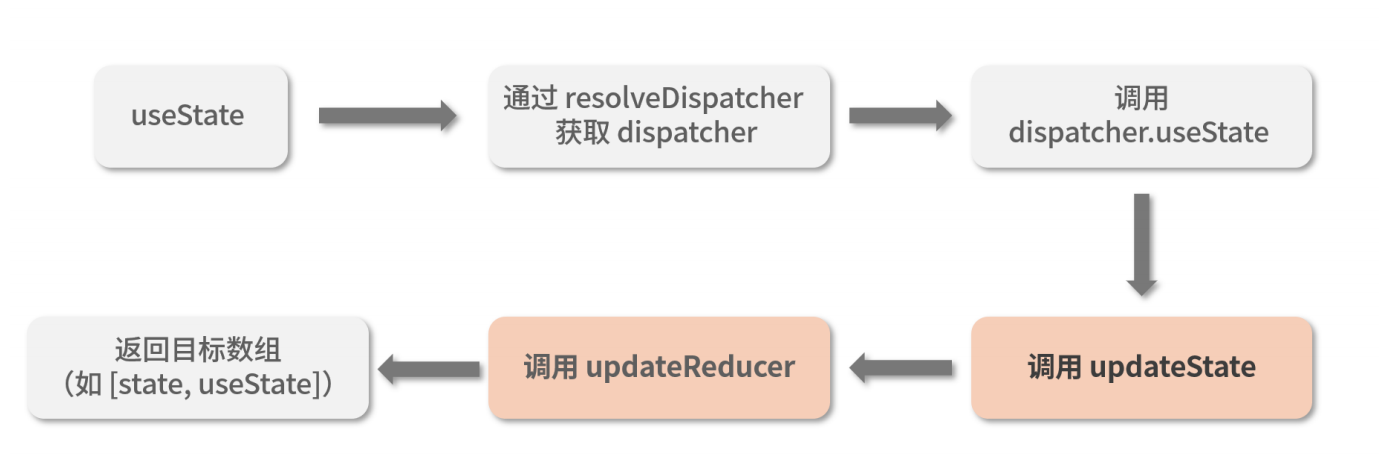 useState
通过 resolveDispatcher
获取 dispatcher
调用
dispatcher.useState
调用 updateState
调用 updateReducer
返回目标数组
（如 [state, useState]）